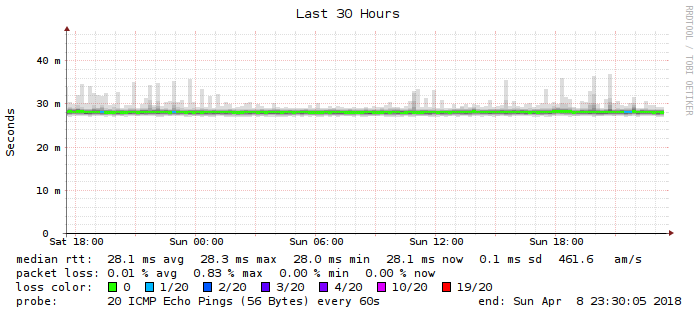 Last 30 Hours
RRDTOOL / TOBI OETIKER
Seconds
40 m
30 m
20 m
10 m
0
Sat 18:00 Sun 00:00 Sun 06:00 Sun 12:00 Sun 18:00
median rtt: 28.1 ms avg 28.3 ms max 28.0 ms min 28.1 ms now 0.1 ms sd 461.6 am/s
packet loss: 0.01 % avg 0.83 % max 0.00 % min 0.00 % now
loss color: 0 1/20 2/20 3/20 4/20 10/20 19/20
probe: 20 ICMP Echo Pings (56 Bytes) every 60s end: Sun Apr 8 23:30:05 2018